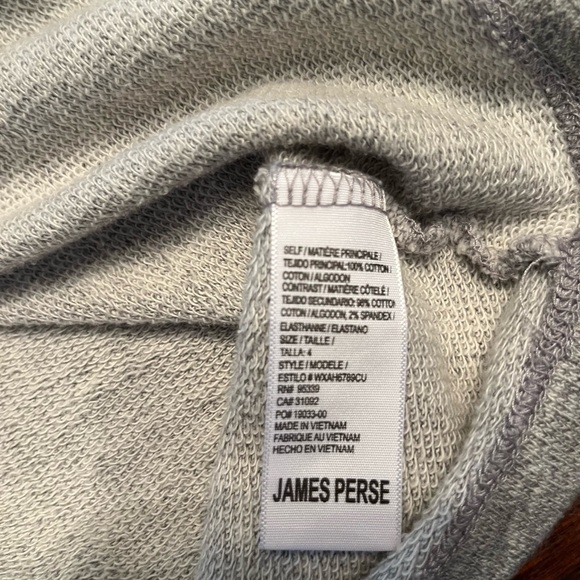 SELF / MATIÈRE PRINCIPALE /
TEJIDO PRINCIPAL:100% COTTON /
COTON / ALGODON
CONTRAST / MATIÈRE CÔTELÉ /
TEJIDO SECUNDARIO: 98% COTTON
COTON / ALGODON, 2% SPANDEX /
ELASTHANNE / ELASTANO
SIZE / TAILLE /
TALLA: 4
STYLE / MODELE /
ESTILO # WXAH6789CU
RN# 95339
CA# 31092
PO# 19033-00
MADE IN VIETNAM
FABRIQUE AU VIETNAM
HECHO EN VIETNAM
JAMES PERSE